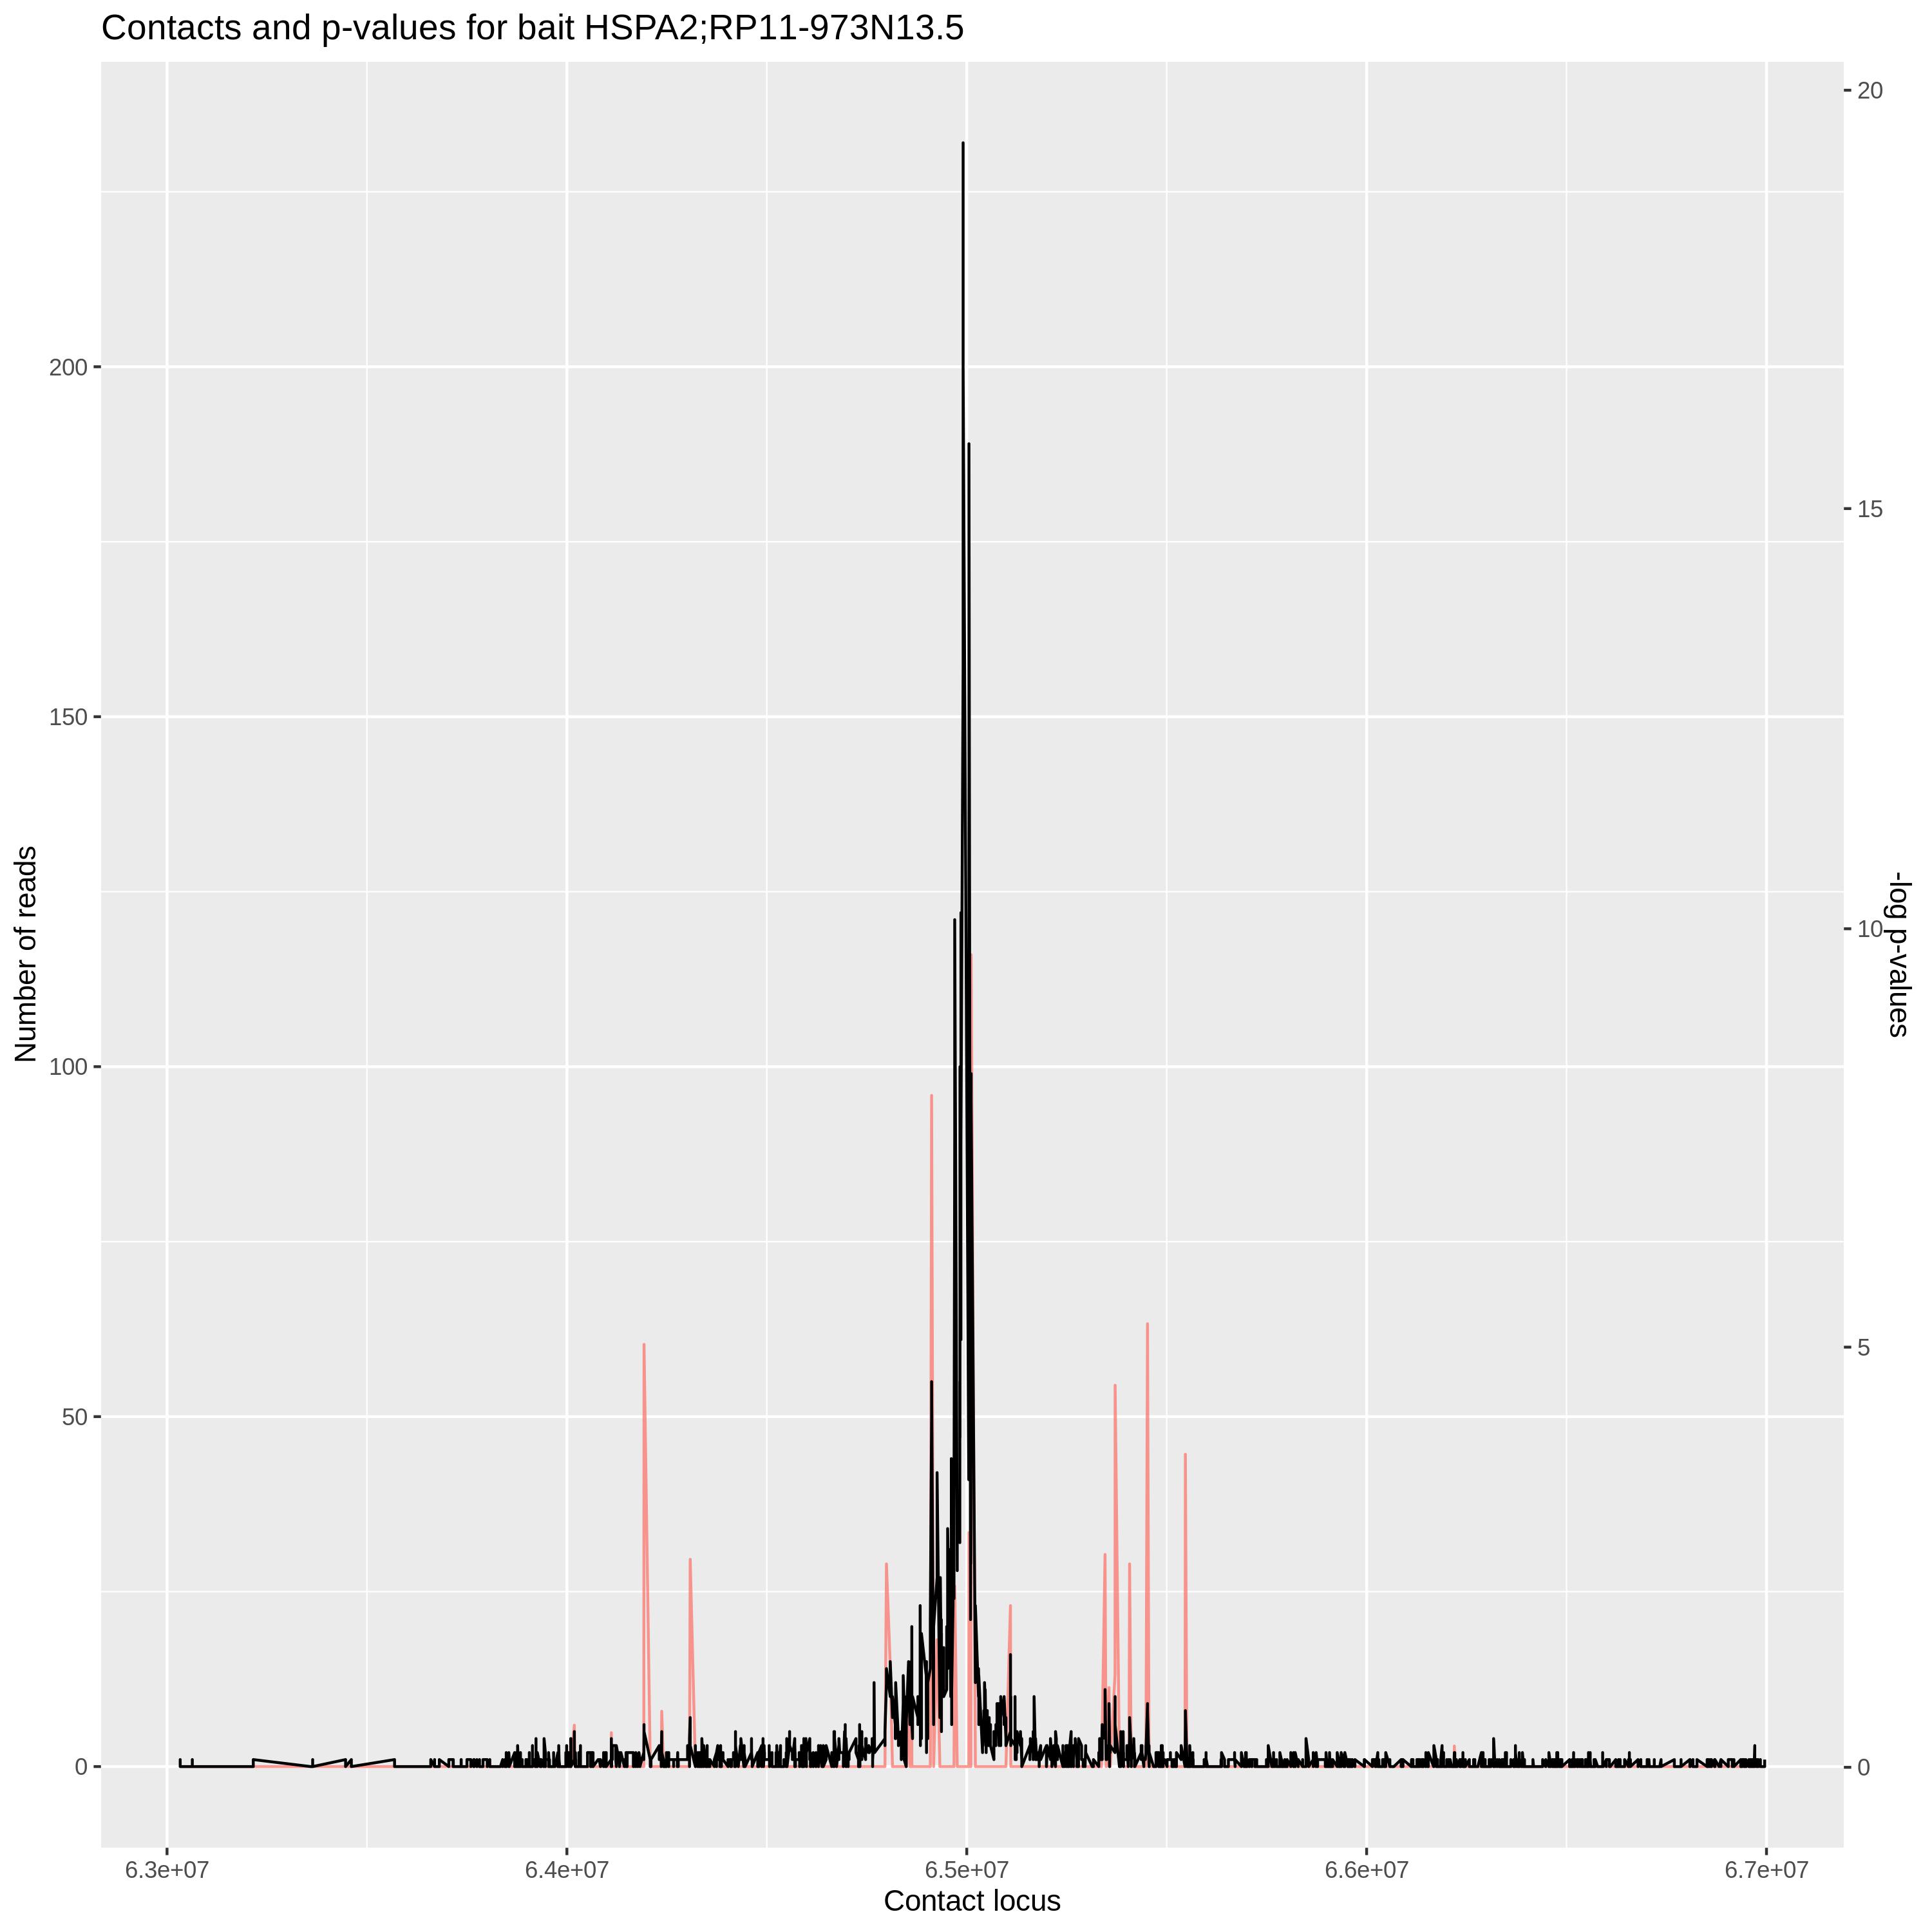 Contacts and p-values for bait HSPA2;RP11-973N13.5
20
200
15
150
Number of reads
10
-log p-values
100
5
50
0
0
6.3e+07
6.4e+07
6.5e+07
6.6e+07
6.7e+07
Contact locus